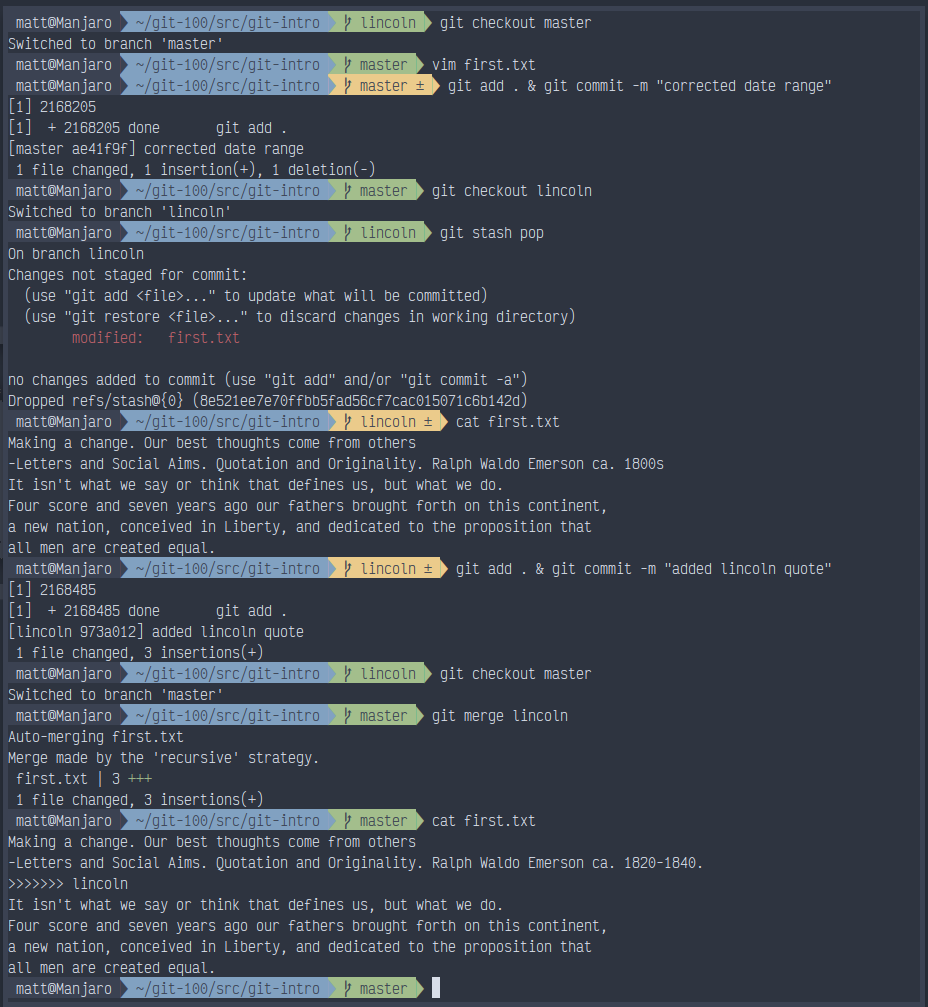 matt@Manjaro ~/git-100/src/git-intro lincoln git checkout master
Switched to branch 'master'
matt@Manjaro ~/git-100/src/git-intro master vim first.txt
matt@Manjaro ~/git-100/src/git-intro master ± git add . & git commit -m "corrected date range"
[1] 2168205
[1]  + 2168205 done       git add .
[master ae41f9f] corrected date range
 1 file changed, 1 insertion(+), 1 deletion(-)
matt@Manjaro ~/git-100/src/git-intro master git checkout lincoln
Switched to branch 'lincoln'
matt@Manjaro ~/git-100/src/git-intro lincoln git stash pop
On branch lincoln
Changes not staged for commit:
  (use "git add <file>..." to update what will be committed)
  (use "git restore <file>..." to discard changes in working directory)
        modified:   first.txt
no changes added to commit (use "git add" and/or "git commit -a")
Dropped refs/stash@{0} (8e521ee7e70ffbb5fad56cf7cac015071c6b142d)
matt@Manjaro ~/git-100/src/git-intro lincoln ± cat first.txt
Making a change. Our best thoughts come from others
-Letters and Social Aims. Quotation and Originality. Ralph Waldo Emerson ca. 1800s
It isn't what we say or think that defines us, but what we do.
Four score and seven years ago our fathers brought forth on this continent,
a new nation, conceived in Liberty, and dedicated to the proposition that
all men are created equal.
matt@Manjaro ~/git-100/src/git-intro lincoln ± git add . & git commit -m "added lincoln quote"
[1] 2168485
[1]  + 2168485 done       git add .
[lincoln 973a012] added lincoln quote
 1 file changed, 3 insertions(+)
matt@Manjaro ~/git-100/src/git-intro lincoln git checkout master
Switched to branch 'master'
matt@Manjaro ~/git-100/src/git-intro master git merge lincoln
Auto-merging first.txt
Merge made by the 'recursive' strategy.
 first.txt | 3 +++
 1 file changed, 3 insertions(+)
matt@Manjaro ~/git-100/src/git-intro master cat first.txt
Making a change. Our best thoughts come from others
-Letters and Social Aims. Quotation and Originality. Ralph Waldo Emerson ca. 1820-1840.
>>>>>>> lincoln
It isn't what we say or think that defines us, but what we do.
Four score and seven years ago our fathers brought forth on this continent,
a new nation, conceived in Liberty, and dedicated to the proposition that
all men are created equal.
matt@Manjaro ~/git-100/src/git-intro master